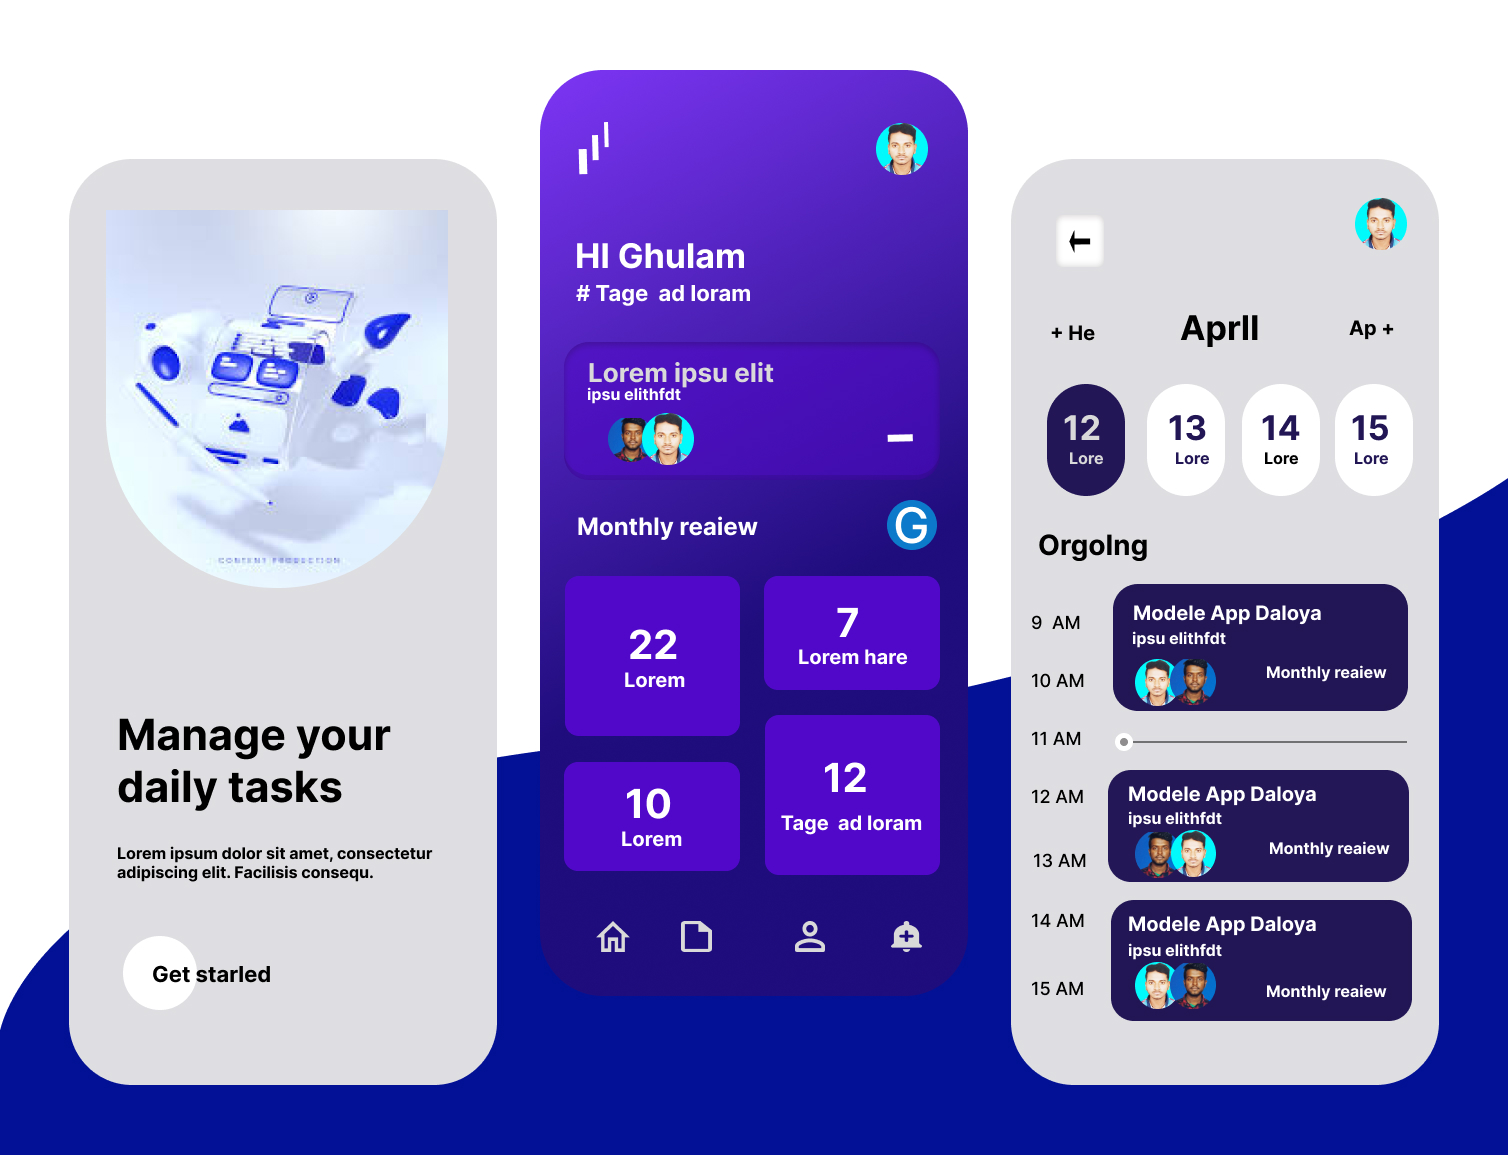 CONTENT PRODUCTION
Manage your
daily tasks
Lorem ipsum dolor sit amet, consectetur
adipiscing elit. Facilisis consequ.
Get starled
HI Ghulam
# Tage ad loram
Lorem ipsu elit
ipsu elithfdt
Monthly reaiew
G
22
Lorem
7
Lorem hare
10
Lorem
12
Tage ad loram
+ He
Aprll
Ap +
12
Lore
13
Lore
14
Lore
15
Lore
Orgolng
9 AM
10 AM
11 AM
12 AM
13 AM
14 AM
15 AM
Modele App Daloya
ipsu elithfdt
Monthly reaiew
Modele App Daloya
ipsu elithfdt
Monthly reaiew
Modele App Daloya
ipsu elithfdt
Monthly reaiew